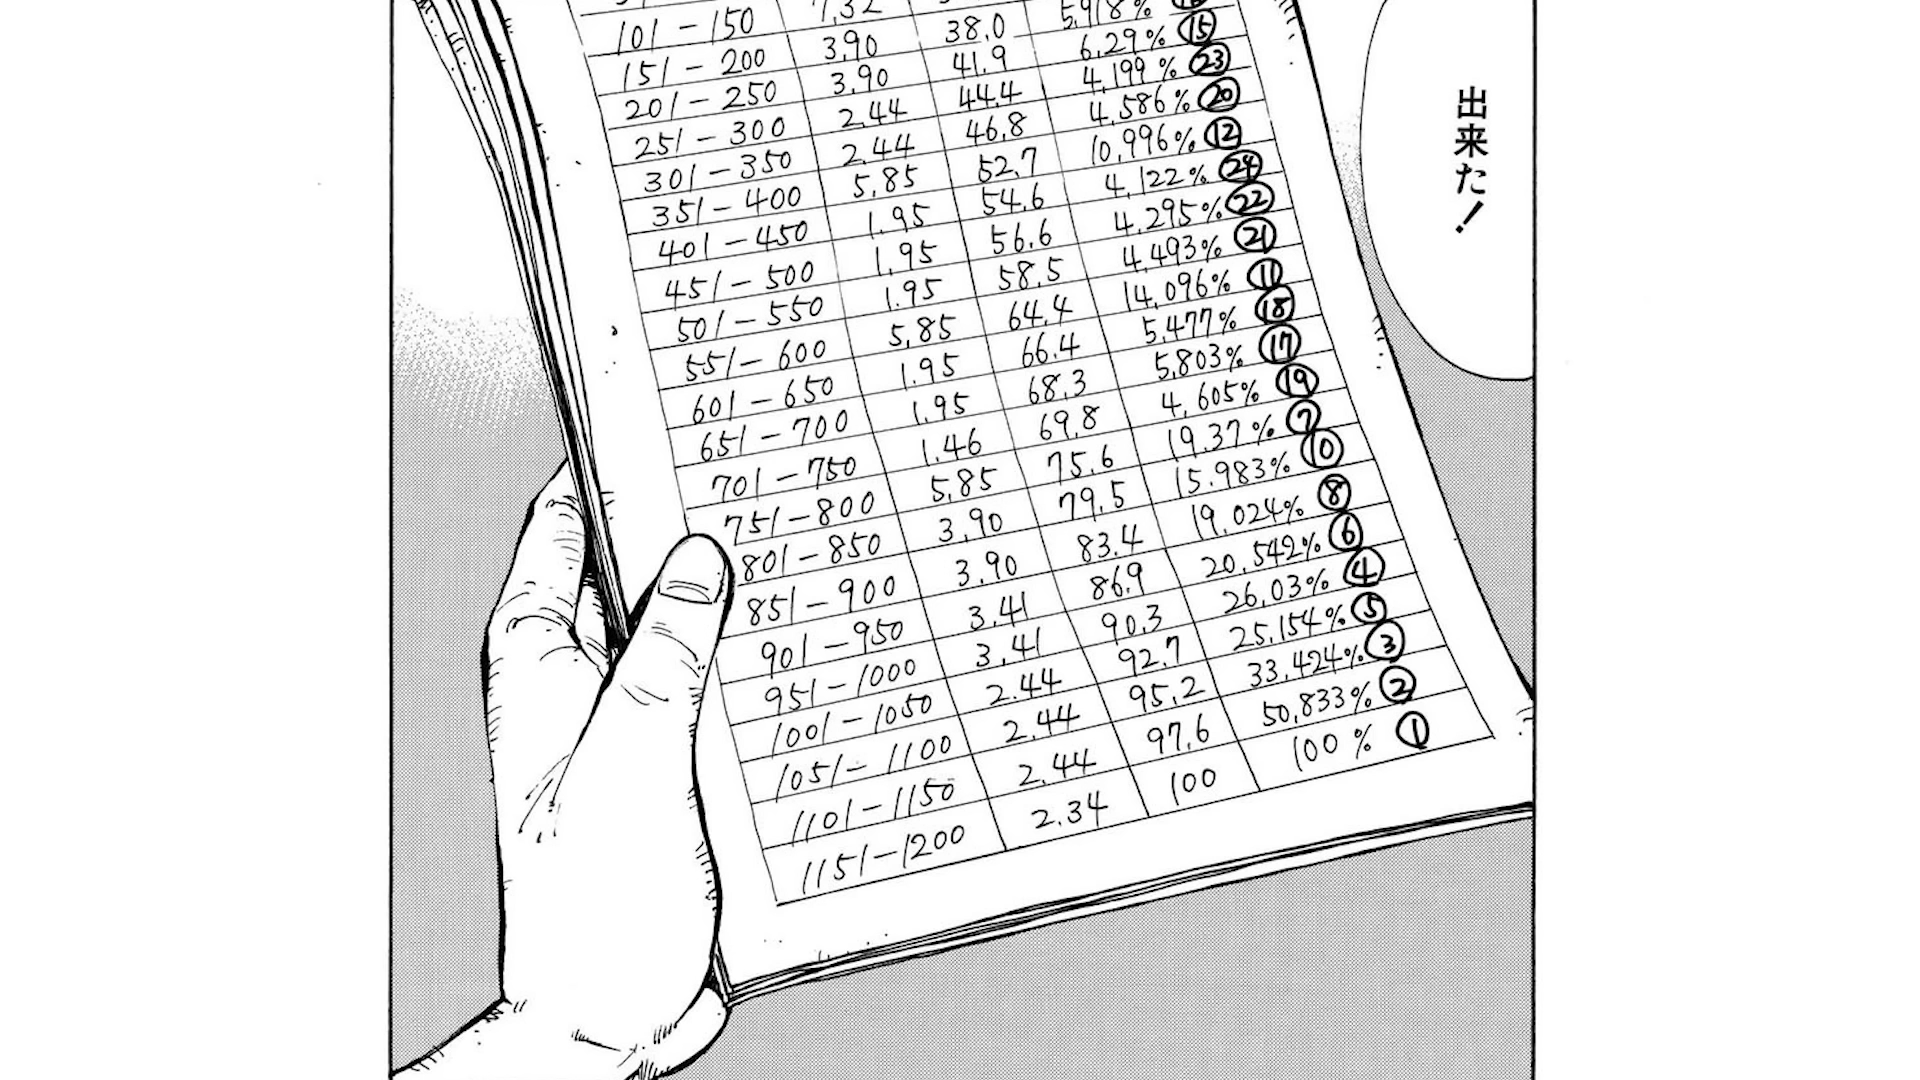 出来た！
101－150 7.32
151－200 3.90 38.0 5.918%
201－250 3.90 41.9 6.29% ⑮
251－300 2.44 44.4 4.199% ㉓
301－350 2.44 46.8 4.586% ⑳
351－400 5.85 52.7 10.996% ⑫
401－450 1.95 54.6 4.122% ㉔
451－500 1.95 56.6 4.295% ㉒
501－550 1.95 58.5 4.493% ㉑
551－600 5.85 64.4 14.096% ⑪
601－650 1.95 66.4 5.477% ⑱
651－700 1.95 68.3 5.803% ⑰
701－750 1.46 69.8 4.605% ⑲
751－800 5.85 75.6 19.37% ⑦
801－850 3.90 79.5 15.983% ⑩
851－900 3.90 83.4 19.024% ⑧
901－950 3.41 86.9 20.542% ⑥
951－1000 3.41 90.3 26.03% ④
1001－1050 2.44 92.7 25.154% ⑤
1051－1100 2.44 95.2 33.424% ③
1101－1150 2.44 97.6 50.833% ②
1151－1200 2.34 100 100% ①